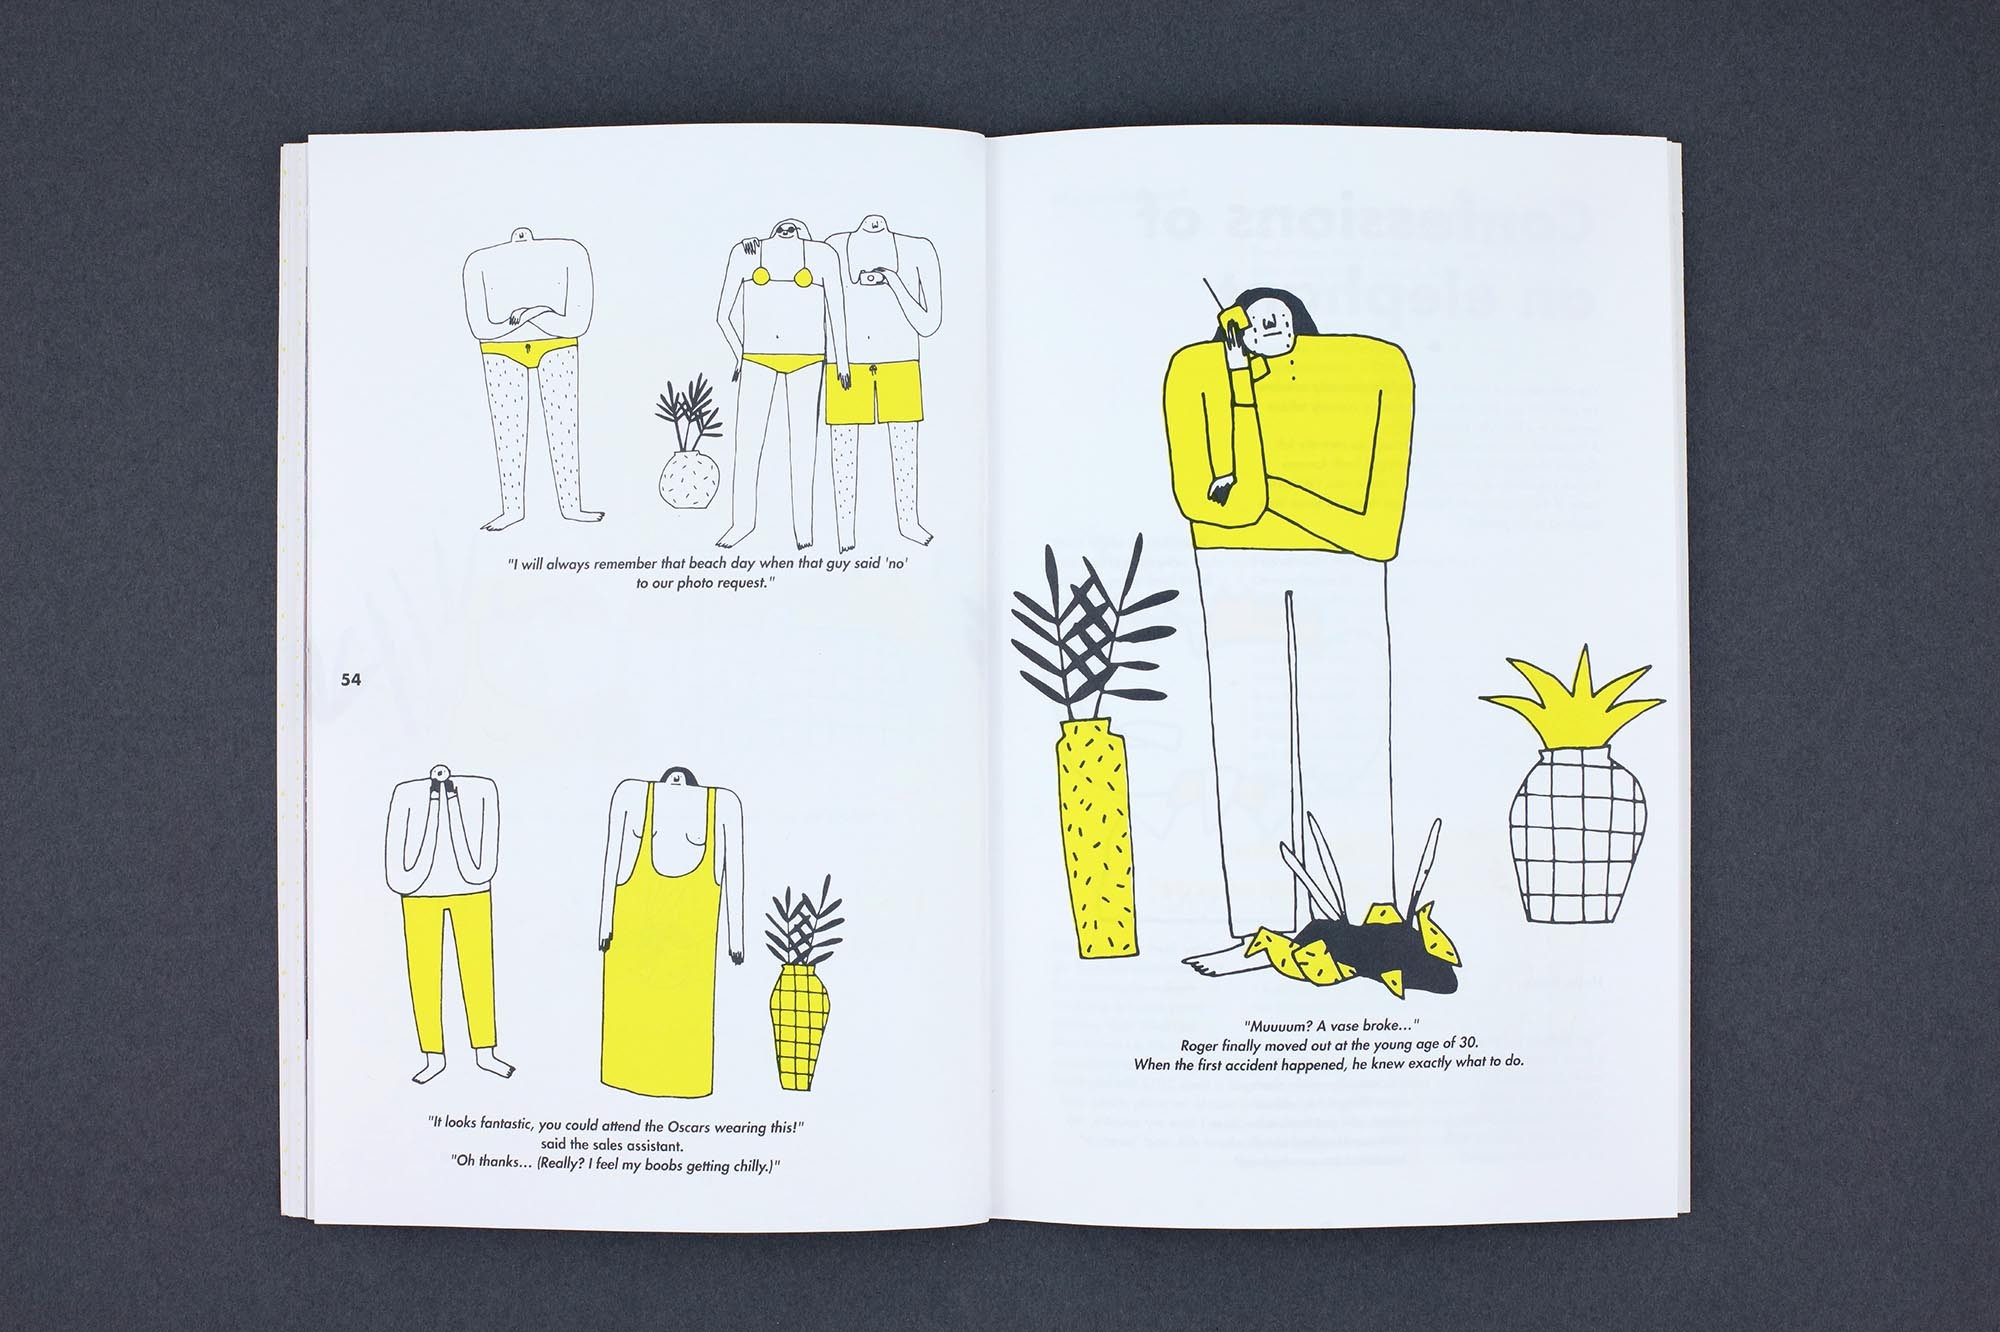 "I will always remember that beach day when that guy said 'no'
to our photo request."
54
"It looks fantastic, you could attend the Oscars wearing this!"
said the sales assistant.
"Oh thanks... (Really? I feel my boobs getting chilly.)"
Confessions of
"Muuuum? A vase broke..."
Roger finally moved out at the young age of 30.
When the first accident happened, he knew exactly what to do.